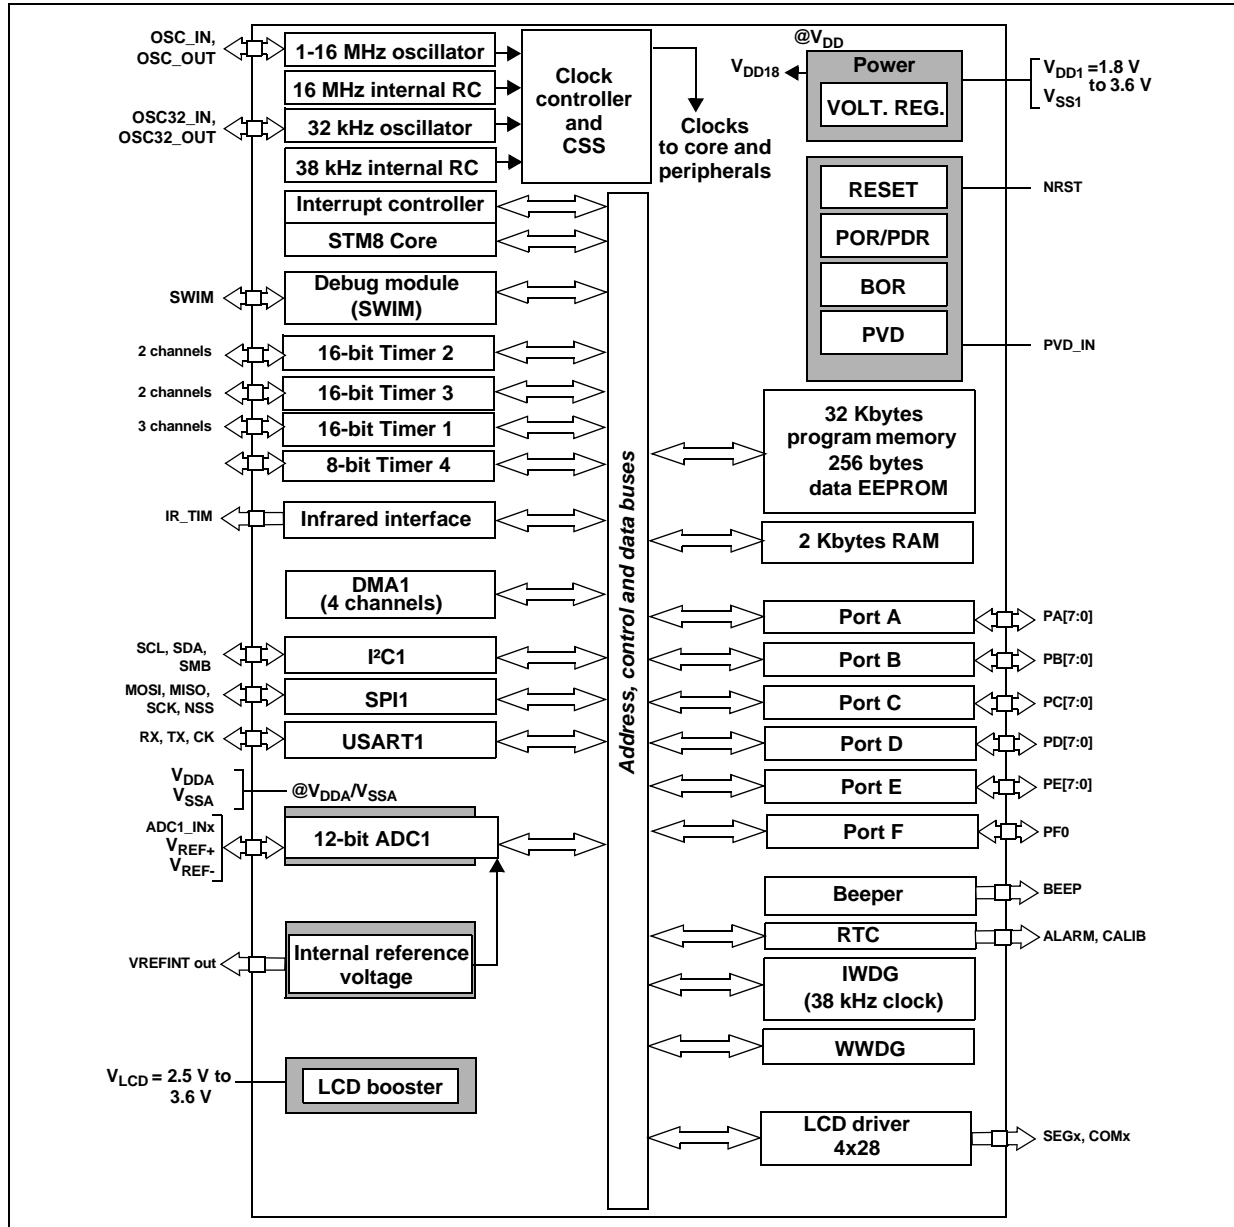 OSC_IN,
OSC_OUT
1-16 MHz oscillator
16 MHz internal RC
OSC32_IN,
OSC32_OUT
32 kHz oscillator
38 kHz internal RC
Clock
controller
and
CSS
Clocks
to core and
peripherals
@VDD
VDD18
Power
VOLT. REG.
VDD1 =1.8 V
to 3.6 V
VSS1
RESET
NRST
POR/PDR
BOR
PVD
PVD_IN
Interrupt controller
STM8 Core
SWIM
Debug module
(SWIM)
2 channels
16-bit Timer 2
2 channels
16-bit Timer 3
3 channels
16-bit Timer 1
8-bit Timer 4
IR_TIM
Infrared interface
DMA1
(4 channels)
SCL, SDA,
SMB
I²C1
MOSI, MISO,
SCK, NSS
SPI1
RX, TX, CK
USART1
VDDA
VSSA
@VDDA/VSSA
ADC1_INx
VREF+
VREF-
12-bit ADC1
VREFINT out
Internal reference
voltage
VLCD = 2.5 V to
3.6 V
LCD booster
Address, control and data buses
32 Kbytes
program memory
256 bytes
data EEPROM
2 Kbytes RAM
Port A
PA[7:0]
Port B
PB[7:0]
Port C
PC[7:0]
Port D
PD[7:0]
Port E
PE[7:0]
Port F
PF0
Beeper
BEEP
RTC
ALARM, CALIB
IWDG
(38 kHz clock)
WWDG
LCD driver
4x28
SEGx, COMx